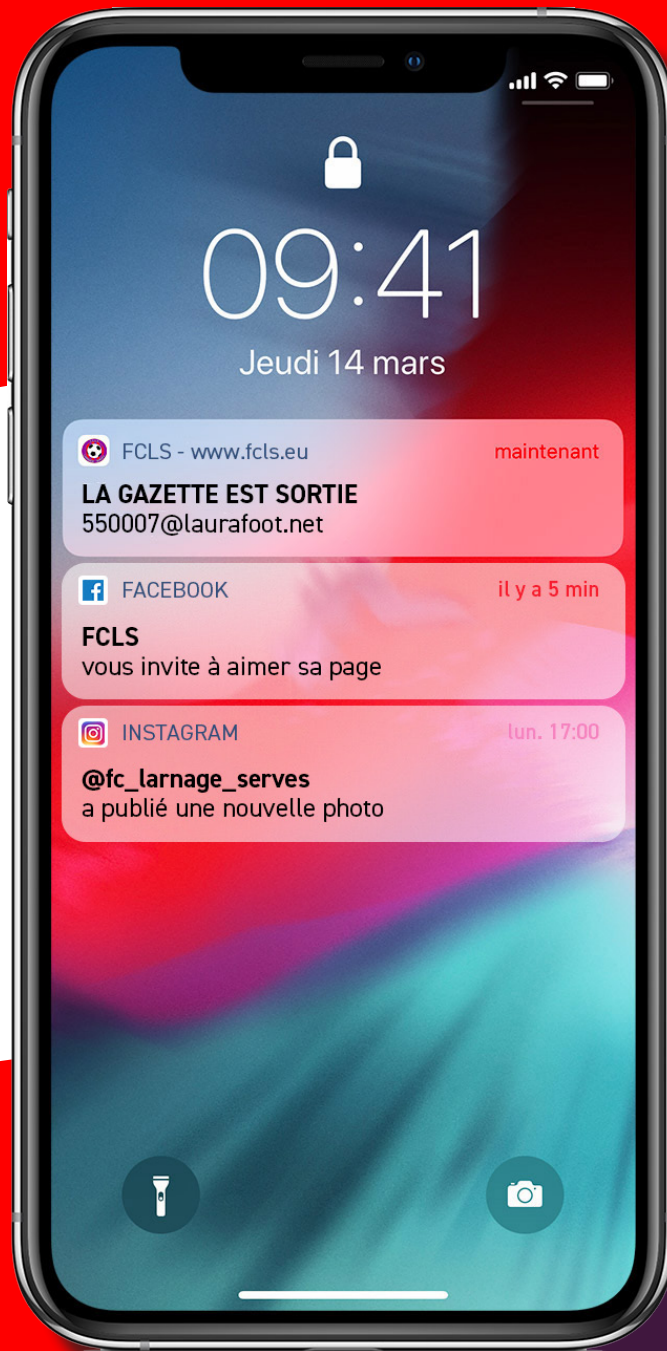 09:41
Jeudi 14 mars
FCLS - www.fcls.eu maintenant
LA GAZETTE EST SORTIE
550007@laurafoot.net
FACEBOOK il y a 5 min
FCLS
vous invite à aimer sa page
INSTAGRAM lun. 17:00
@fc_larnage_serves
a publié une nouvelle photo